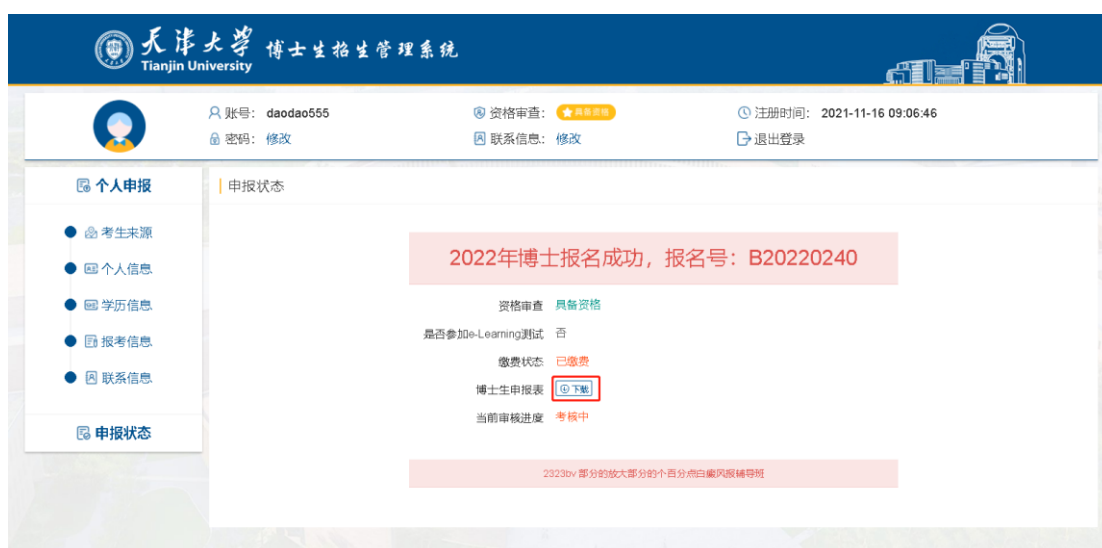 天津大学 博士生招生管理系统
Tianjin University
账号： daodao555
资格审查： 具备资格
注册时间： 2021-11-16 09:06:46
密码： 修改
联系信息： 修改
退出登录
个人申报
考生来源
个人信息
学历信息
报考信息
联系信息
申报状态
申报状态
2022年博士报名成功，报名号：B20220240
资格审查 具备资格
是否参加e-Learning测试 否
缴费状态 已缴费
博士生申报表 下载
当前审核进度 考核中
2323bv 部分的放大部分的个百分点白癜风报辅导班